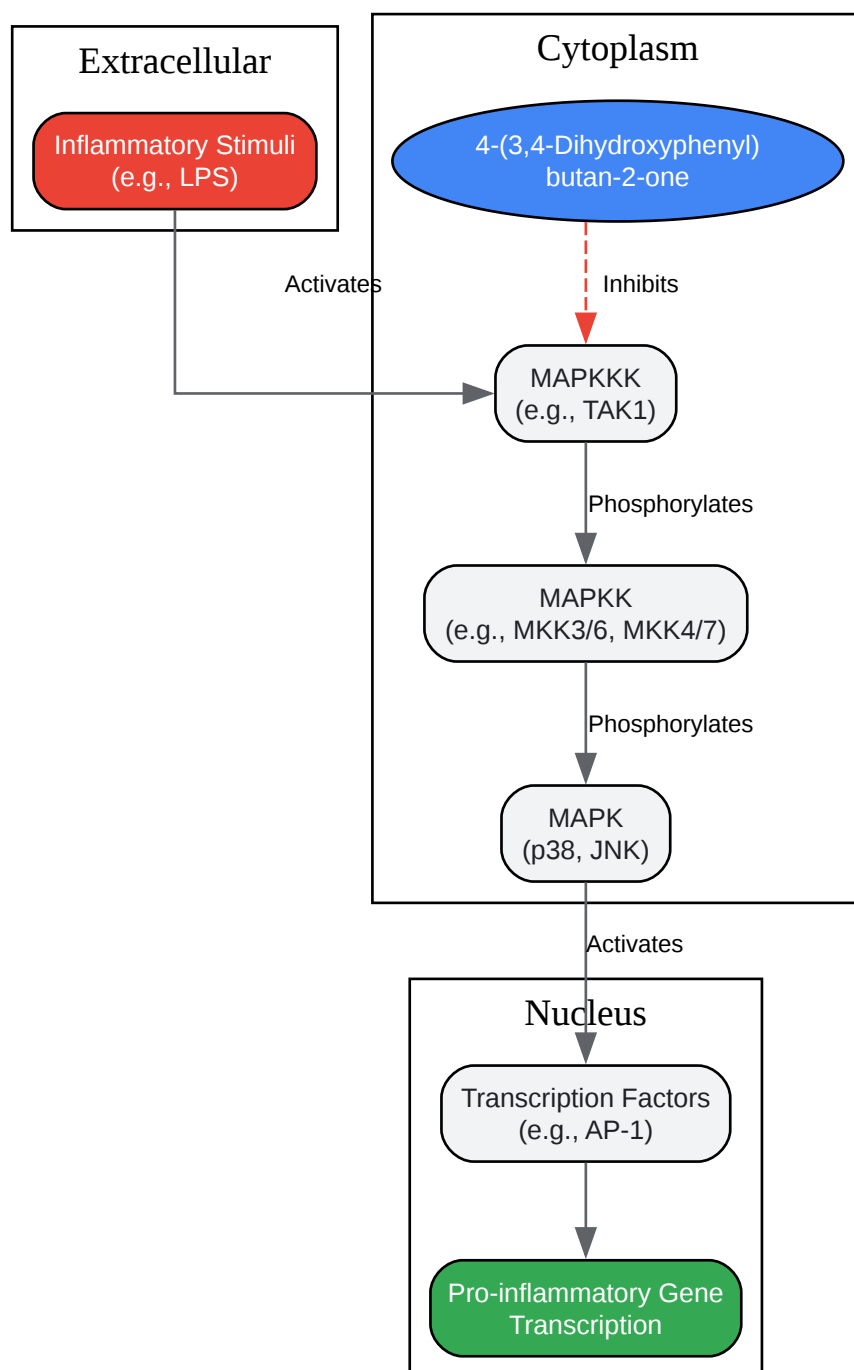 Extracellular
Inflammatory Stimuli
(e.g., LPS)
Cytoplasm
4-(3,4-Dihydroxyphenyl)
butan-2-one
Activates
Inhibits
MAPKKK
(e.g., TAK1)
Phosphorylates
MAPKK
(e.g., MKK3/6, MKK4/7)
Phosphorylates
MAPK
(p38, JNK)
Activates
Nucleus
Transcription Factors
(e.g., AP-1)
Pro-inflammatory Gene
Transcription